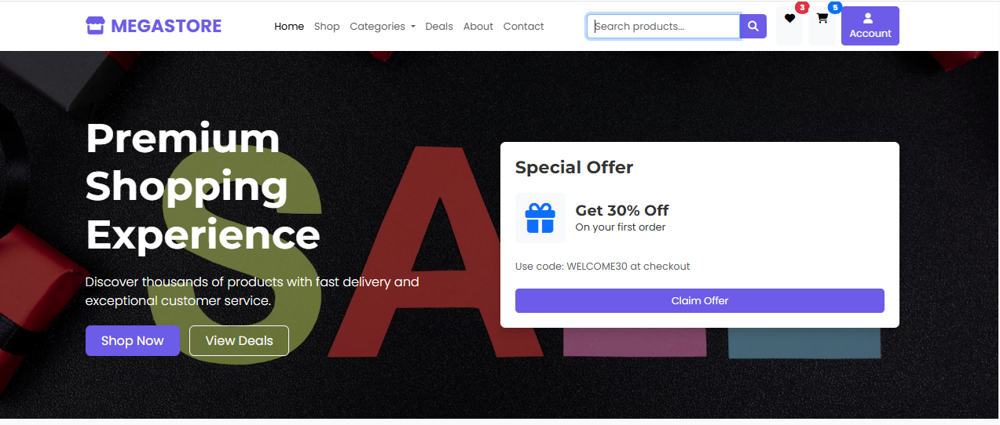 MEGASTORE
Home Shop Categories Deals About Contact
Search products...
3
5
Account
Premium
Shopping
Experience
Discover thousands of products with fast delivery and
exceptional customer service.
Shop Now View Deals
Special Offer
Get 30% Off
On your first order
Use code: WELCOME30 at checkout
Claim Offer
SA